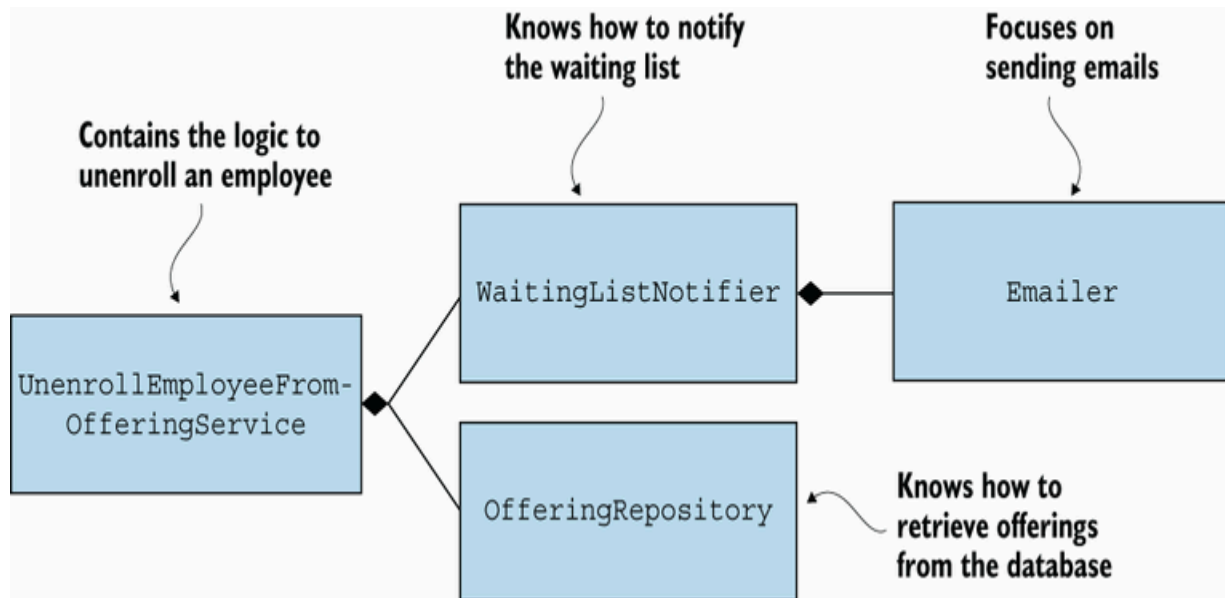 Knows how to notify
the waiting list
Focuses on
sending emails
Contains the logic to
unenroll an employee
WaitingListNotifier
Emailer
UnenrollEmployeeFrom-
OfferingService
OfferingRepository
Knows how to
retrieve offerings
from the database